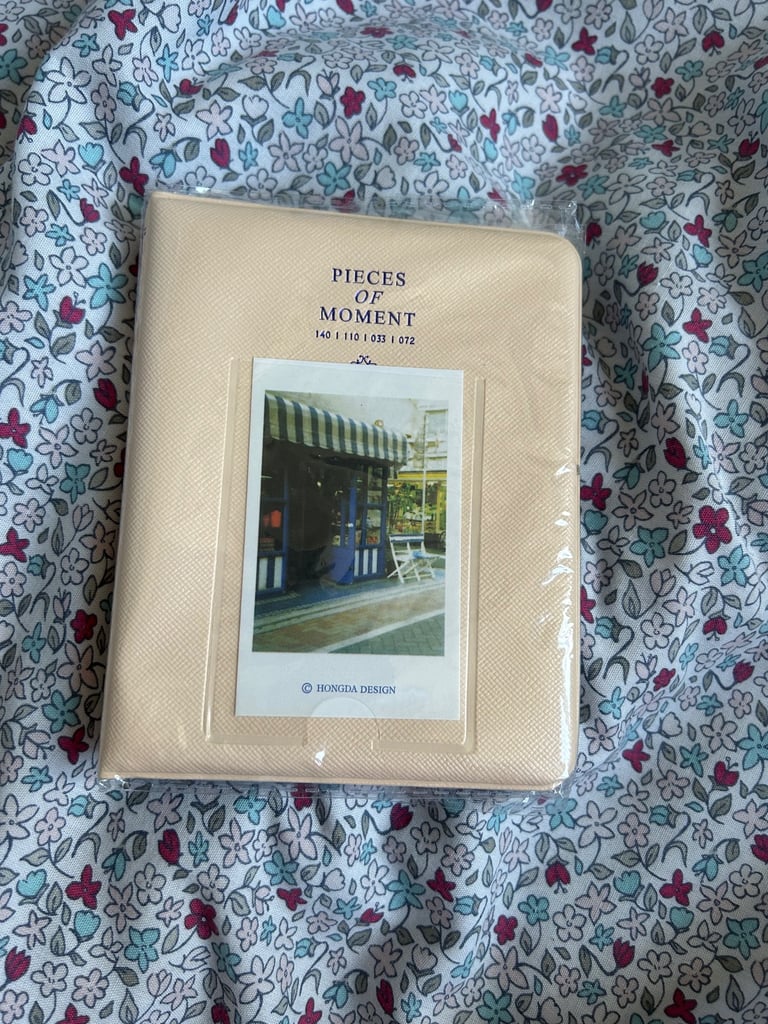 PIECES
OF
MOMENT
140 I 110 I 033 I 072
© HONGDA DESIGN